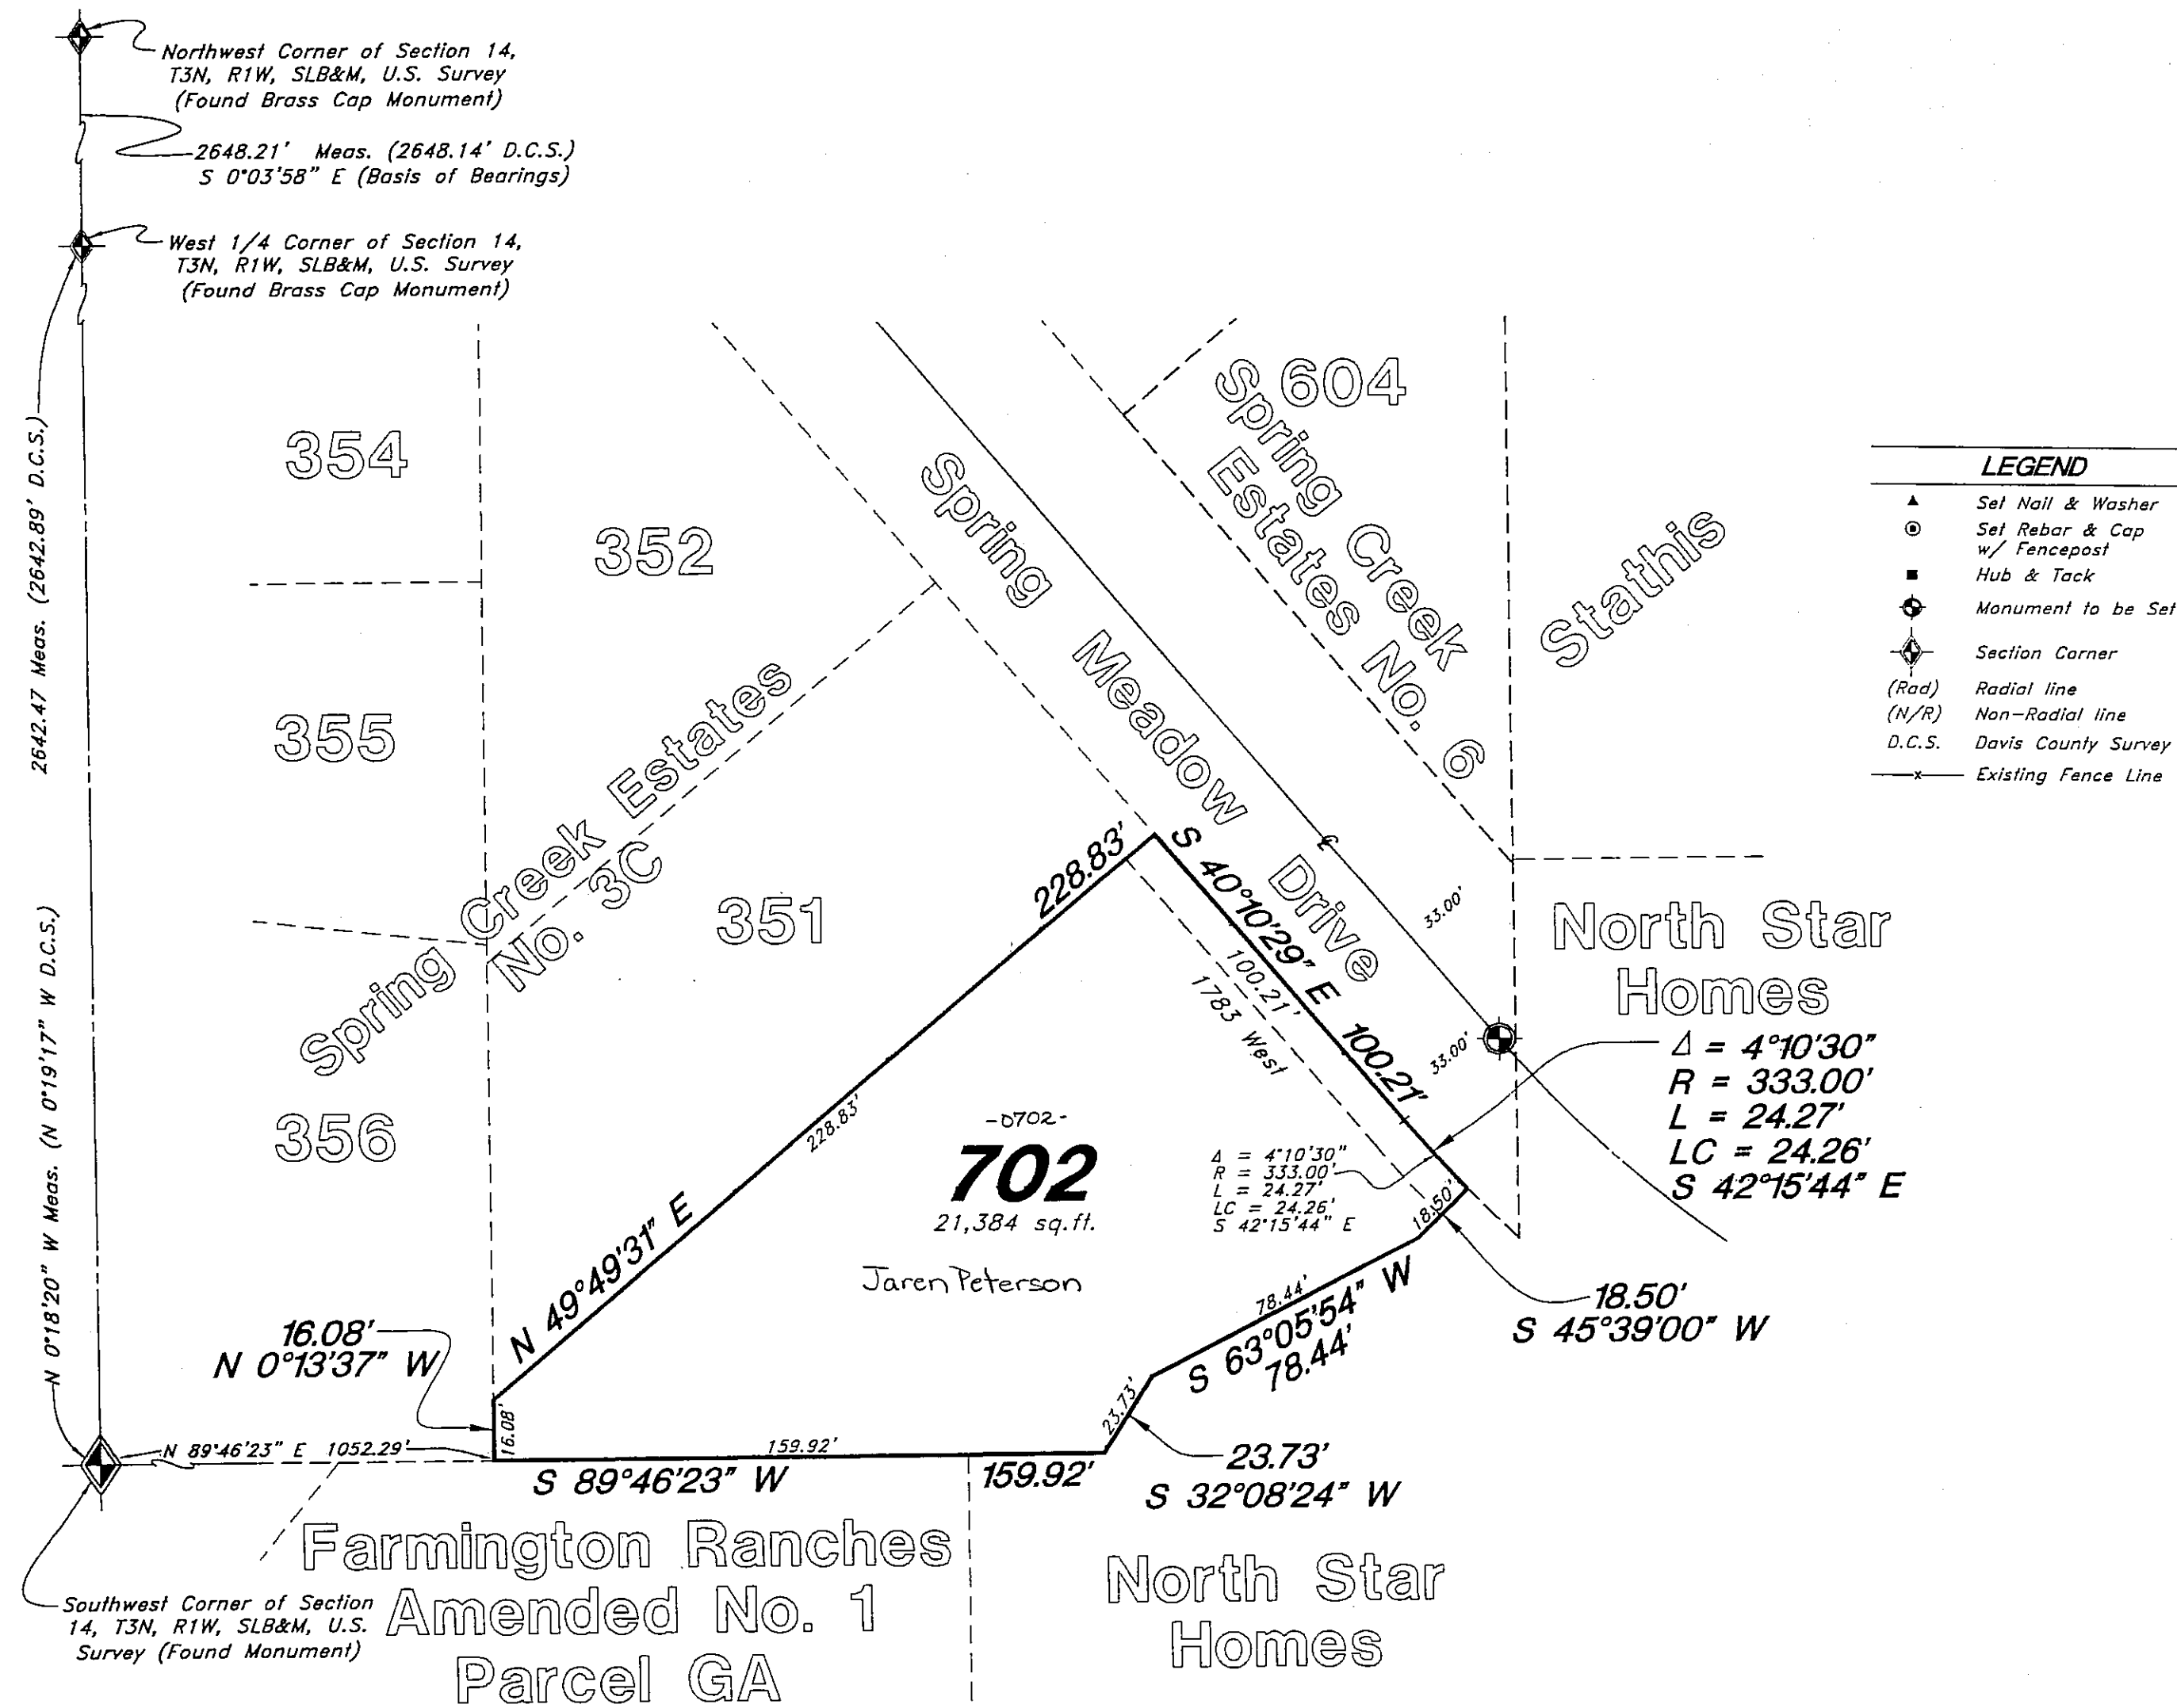 Northwest Corner of Section 14,
T3N, R1W, SLB&M, U.S. Survey
(Found Brass Cap Monument)
2648.21' Meas. (2648.14' D.C.S.)
S 0°03'58" E (Basis of Bearings)
West 1/4 Corner of Section 14,
T3N, R1W, SLB&M, U.S. Survey
(Found Brass Cap Monument)
2642.47 Meas. (2642.89' D.C.S.)
N 0°18'20" W Meas. (N 0°19'17" W D.C.S.)
354
352
355
351
356
604
Spring Creek
Estates No. 6
Spring Meadow Drive
Stathis
Spring Creek Estates
No. 3C
LEGEND
Set Nail & Washer
Set Rebar & Cap
w/ Fencepost
Hub & Tack
Monument to be Set
Section Corner
(Rad) Radial line
(N/R) Non-Radial line
D.C.S. Davis County Survey
x Existing Fence Line
North Star
Homes
228.83'
S 40°10'29" E 100.21'
100.21'
1783 West
℄
33.00'
33.00'
Δ = 4°10'30"
R = 333.00'
L = 24.27'
LC = 24.26'
S 42°15'44" E
-0702-
702
21,384 sq.ft.
Jaren Peterson
Δ = 4°10'30"
R = 333.00'
L = 24.27'
LC = 24.26'
S 42°15'44" E
228.83'
N 49°49'31" E
18.50'
18.50'
S 45°39'00" W
78.44'
S 63°05'54" W
78.44'
16.08'
N 0°13'37" W
16.08'
23.73'
23.73'
S 32°08'24" W
N 89°46'23" E 1052.29'
159.92'
S 89°46'23" W 159.92'
Southwest Corner of Section
14, T3N, R1W, SLB&M, U.S.
Survey (Found Monument)
Farmington Ranches
Amended No. 1
Parcel GA
North Star
Homes